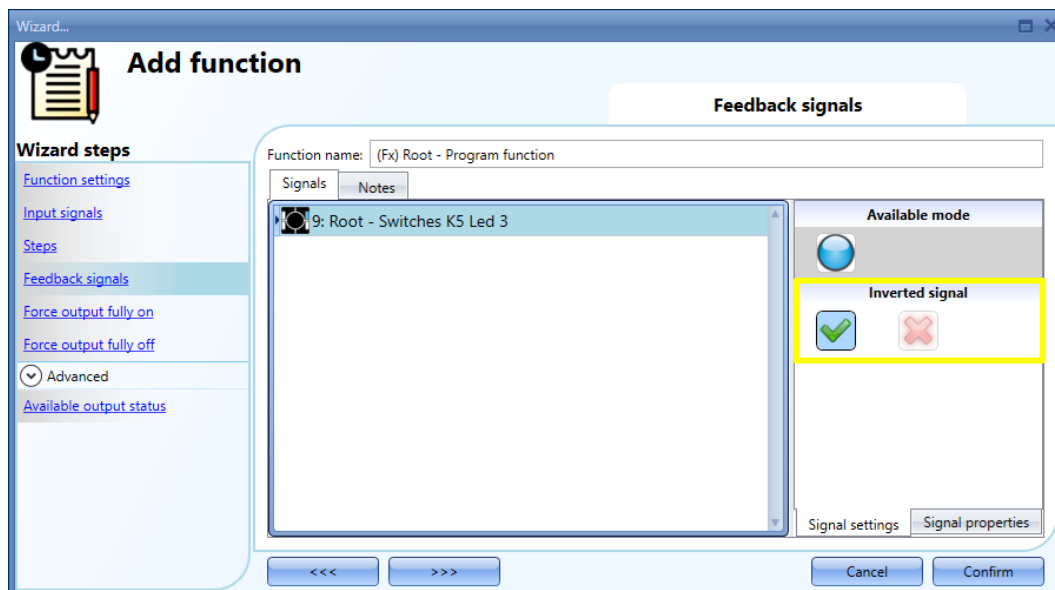 Wizard...
Add function
Feedback signals
Wizard steps
Function settings
Input signals
Steps
Feedback signals
Force output fully on
Force output fully off
Advanced
Available output status
Function name: (Fx) Root - Program function
Signals Notes
9: Root - Switches K5 Led 3
Available mode
Inverted signal
Signal settings Signal properties
<<< >>> Cancel Confirm